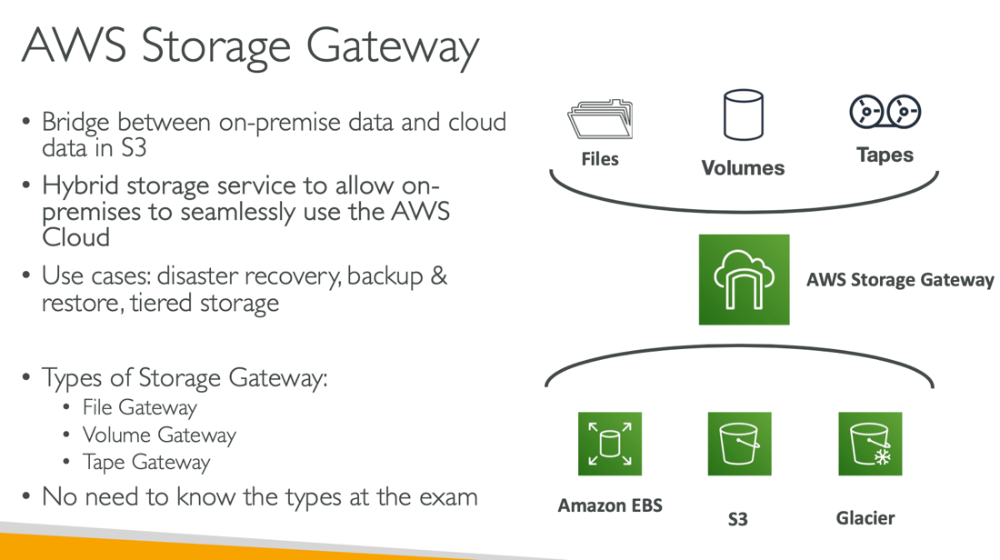 AWS Storage Gateway
• Bridge between on-premise data and cloud
data in S3
• Hybrid storage service to allow on-
premises to seamlessly use the AWS
Cloud
• Use cases: disaster recovery, backup &
restore, tiered storage
• Types of Storage Gateway:
• File Gateway
• Volume Gateway
• Tape Gateway
• No need to know the types at the exam
Files
Volumes
Tapes
AWS Storage Gateway
Amazon EBS
S3
Glacier